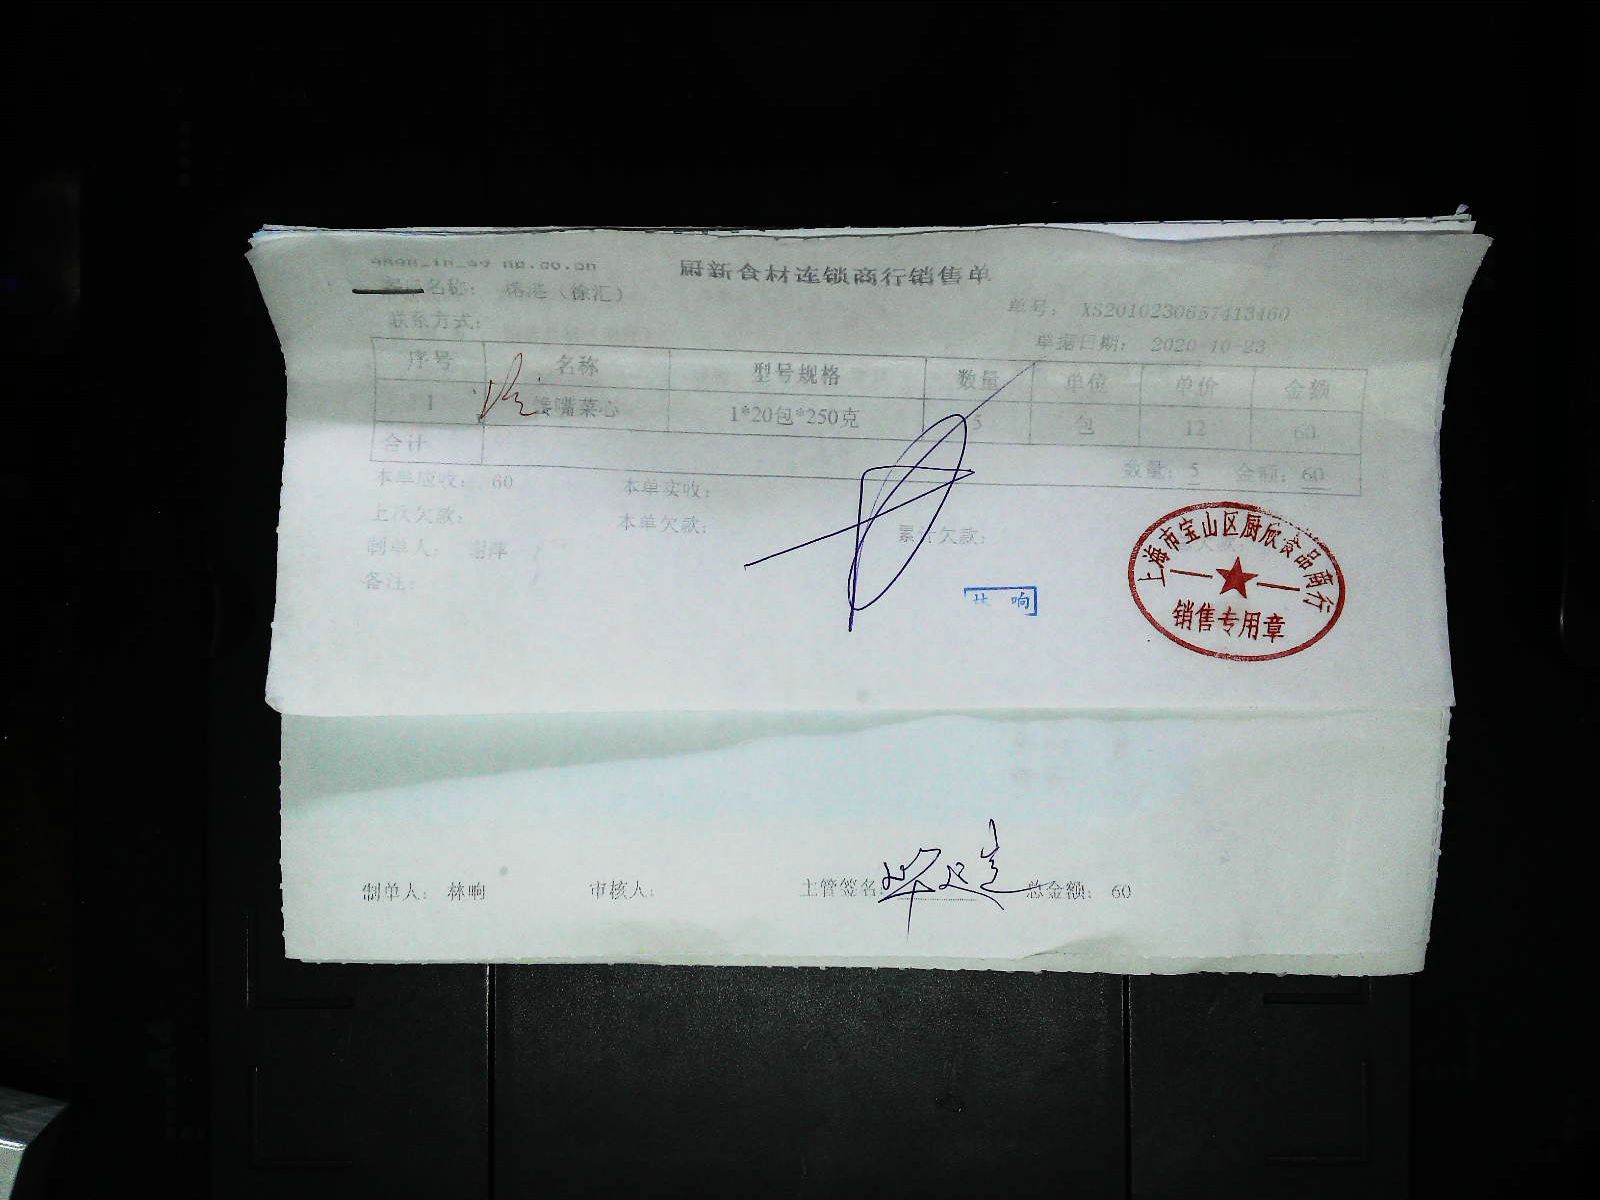 厨新食材连锁商行销售单
名称： 港（徐汇）
单号： XS2010230657413460
联系方式：
单据日期： 2020-10-23
序号 名称 型号规格 数量 单位 单价 金额
1 嘴菜心 1*20包*250克 5 包 12 60
合计 数量：5 金额：60
本单应收： 60 本单实收：
上次欠款： 本单欠款： 累计欠款：
制单人： 谢萍
备注：
响
上海市宝山区厨欣食品商行
销售专用章
制单人： 林响 审核人： 主管签名： 总金额： 60